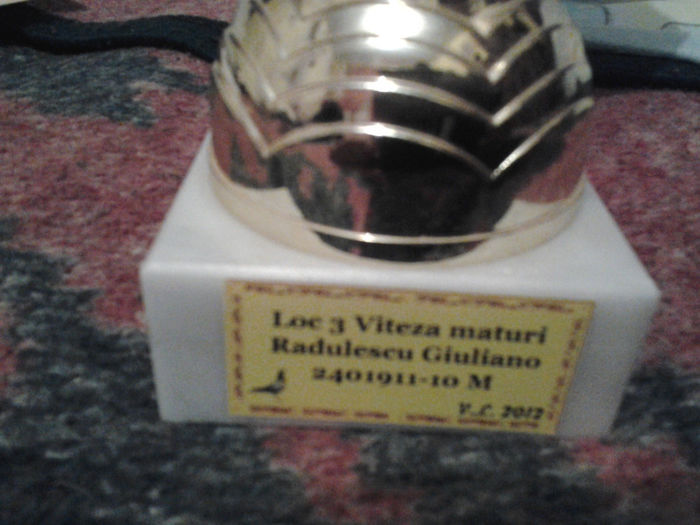 Loc 3 Viteza maturi
Radulescu Giuliano
2401911-10 M
2012